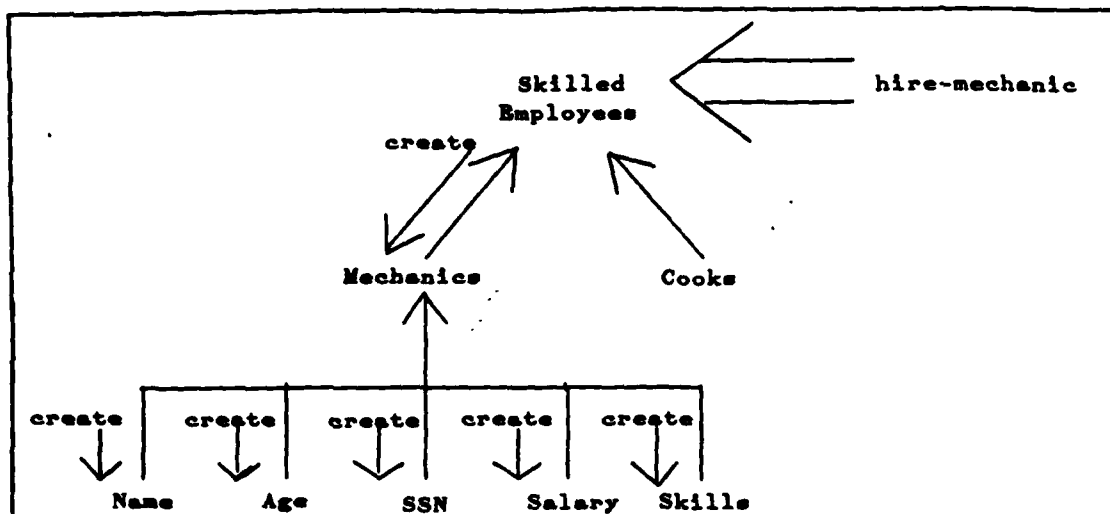 Skilled
Employees
hire-mechanic
create
Mechanics
Cooks
create create create create create
Name Age SSN Salary Skills